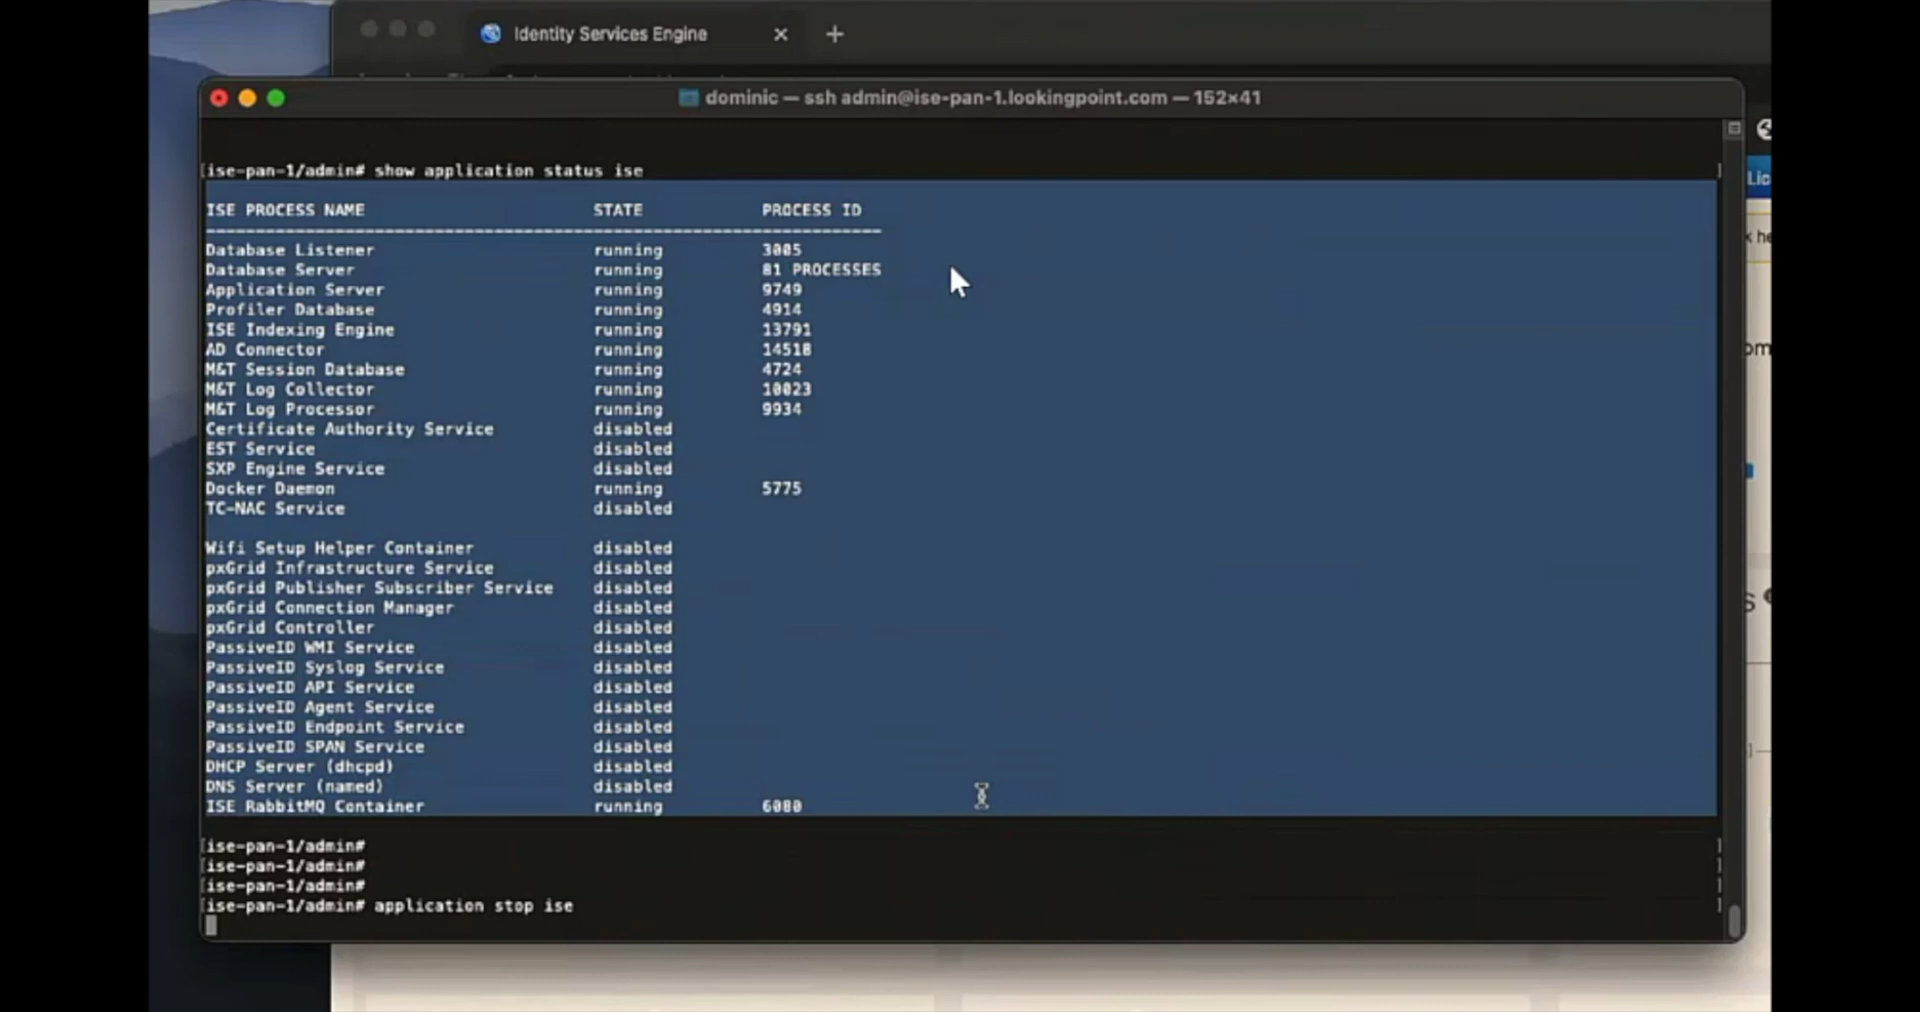 Identity Services Engine
dominic — ssh admin@ise-pan-1.lookingpoint.com — 152×41
[ise-pan-1/admin# show application status ise ]
ISE PROCESS NAME STATE PROCESS ID
Database Listener running 3005
Database Server running 81 PROCESSES
Application Server running 9749
Profiler Database running 4914
ISE Indexing Engine running 13791
AD Connector running 14518
M&T Session Database running 4724
M&T Log Collector running 10023
M&T Log Processor running 9934
Certificate Authority Service disabled
EST Service disabled
SXP Engine Service disabled
Docker Daemon running 5775
TC-NAC Service disabled
Wifi Setup Helper Container disabled
pxGrid Infrastructure Service disabled
pxGrid Publisher Subscriber Service disabled
pxGrid Connection Manager disabled
pxGrid Controller disabled
PassiveID WMI Service disabled
PassiveID Syslog Service disabled
PassiveID API Service disabled
PassiveID Agent Service disabled
PassiveID Endpoint Service disabled
PassiveID SPAN Service disabled
DHCP Server (dhcpd) disabled
DNS Server (named) disabled
ISE RabbitMQ Container running 6080
[ise-pan-1/admin# ]
[ise-pan-1/admin# ]
[ise-pan-1/admin# ]
[ise-pan-1/admin# application stop ise ]